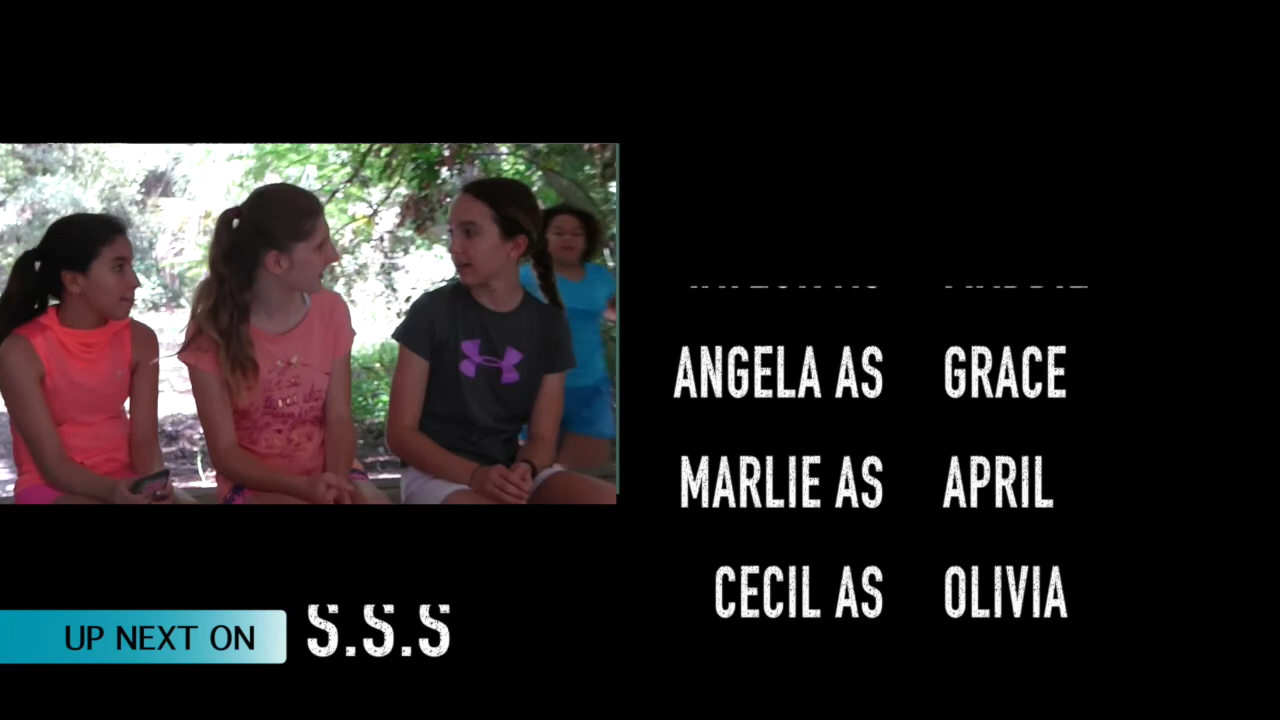 ANGELA AS GRACE
MARLIE AS APRIL
CECIL AS OLIVIA
UP NEXT ON S.S.S